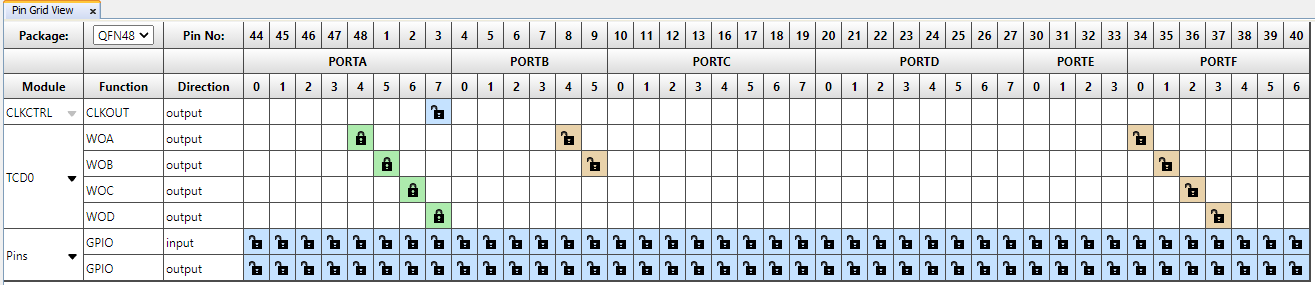 Pin Grid View x
Package: QFN48 Pin No: 44 45 46 47 48 1 2 3 4 5 6 7 8 9 10 11 12 13 14 15 16 19 20 21 22 23 24 25 26 27 30 31 32 33 34 35 36 37 38 39 40
PORTA PORTB PORTC PORTD PORTE PORTF
Module Function Direction 0 1 2 3 4 5 6 7 0 1 2 3 4 5 0 1 2 3 4 5 6 7 0 1 2 3 4 5 6 7 0 1 2 3 0 1 2 3 4 5 6
CLKCTRL CLKOUT output
TCD0 WOA output
WOB output
WOC output
WOD output
Pins GPIO input
GPIO output